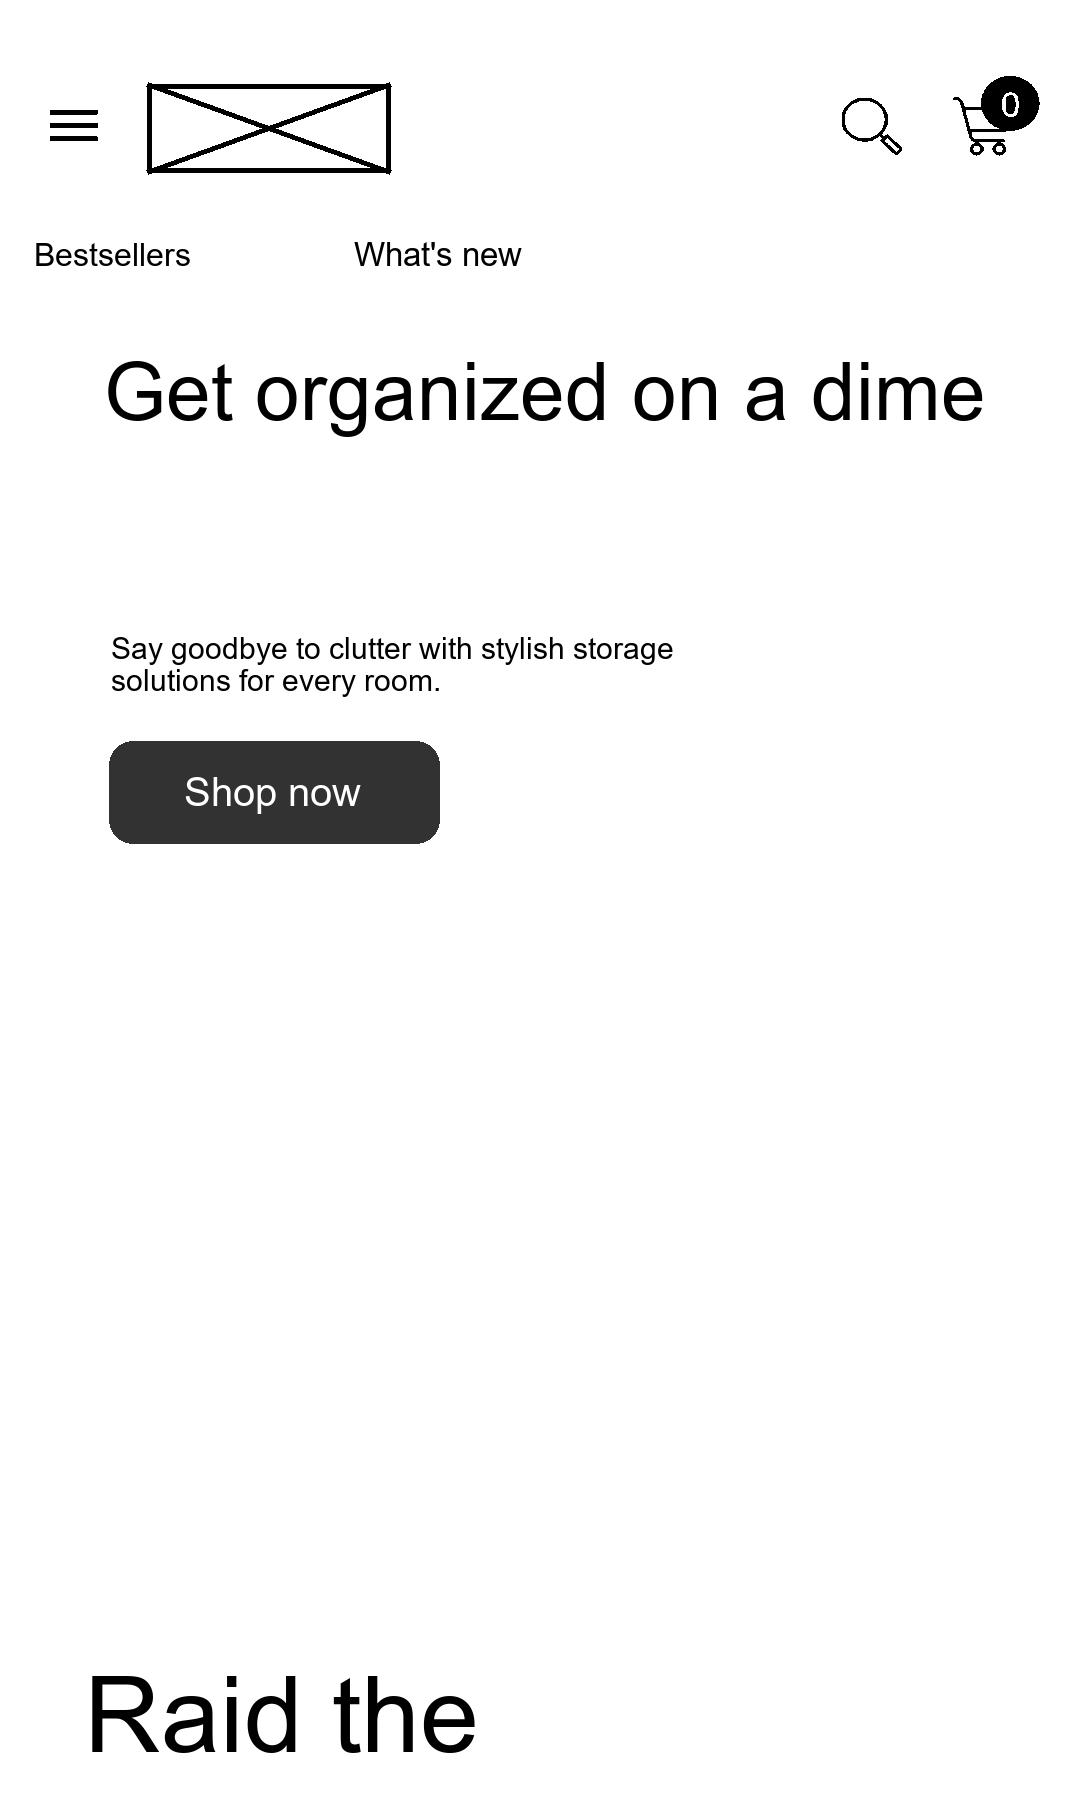 0
Bestsellers
What's new
Get organized on a dime
Say goodbye to clutter with stylish storage
solutions for every room.
Shop now
Raid the